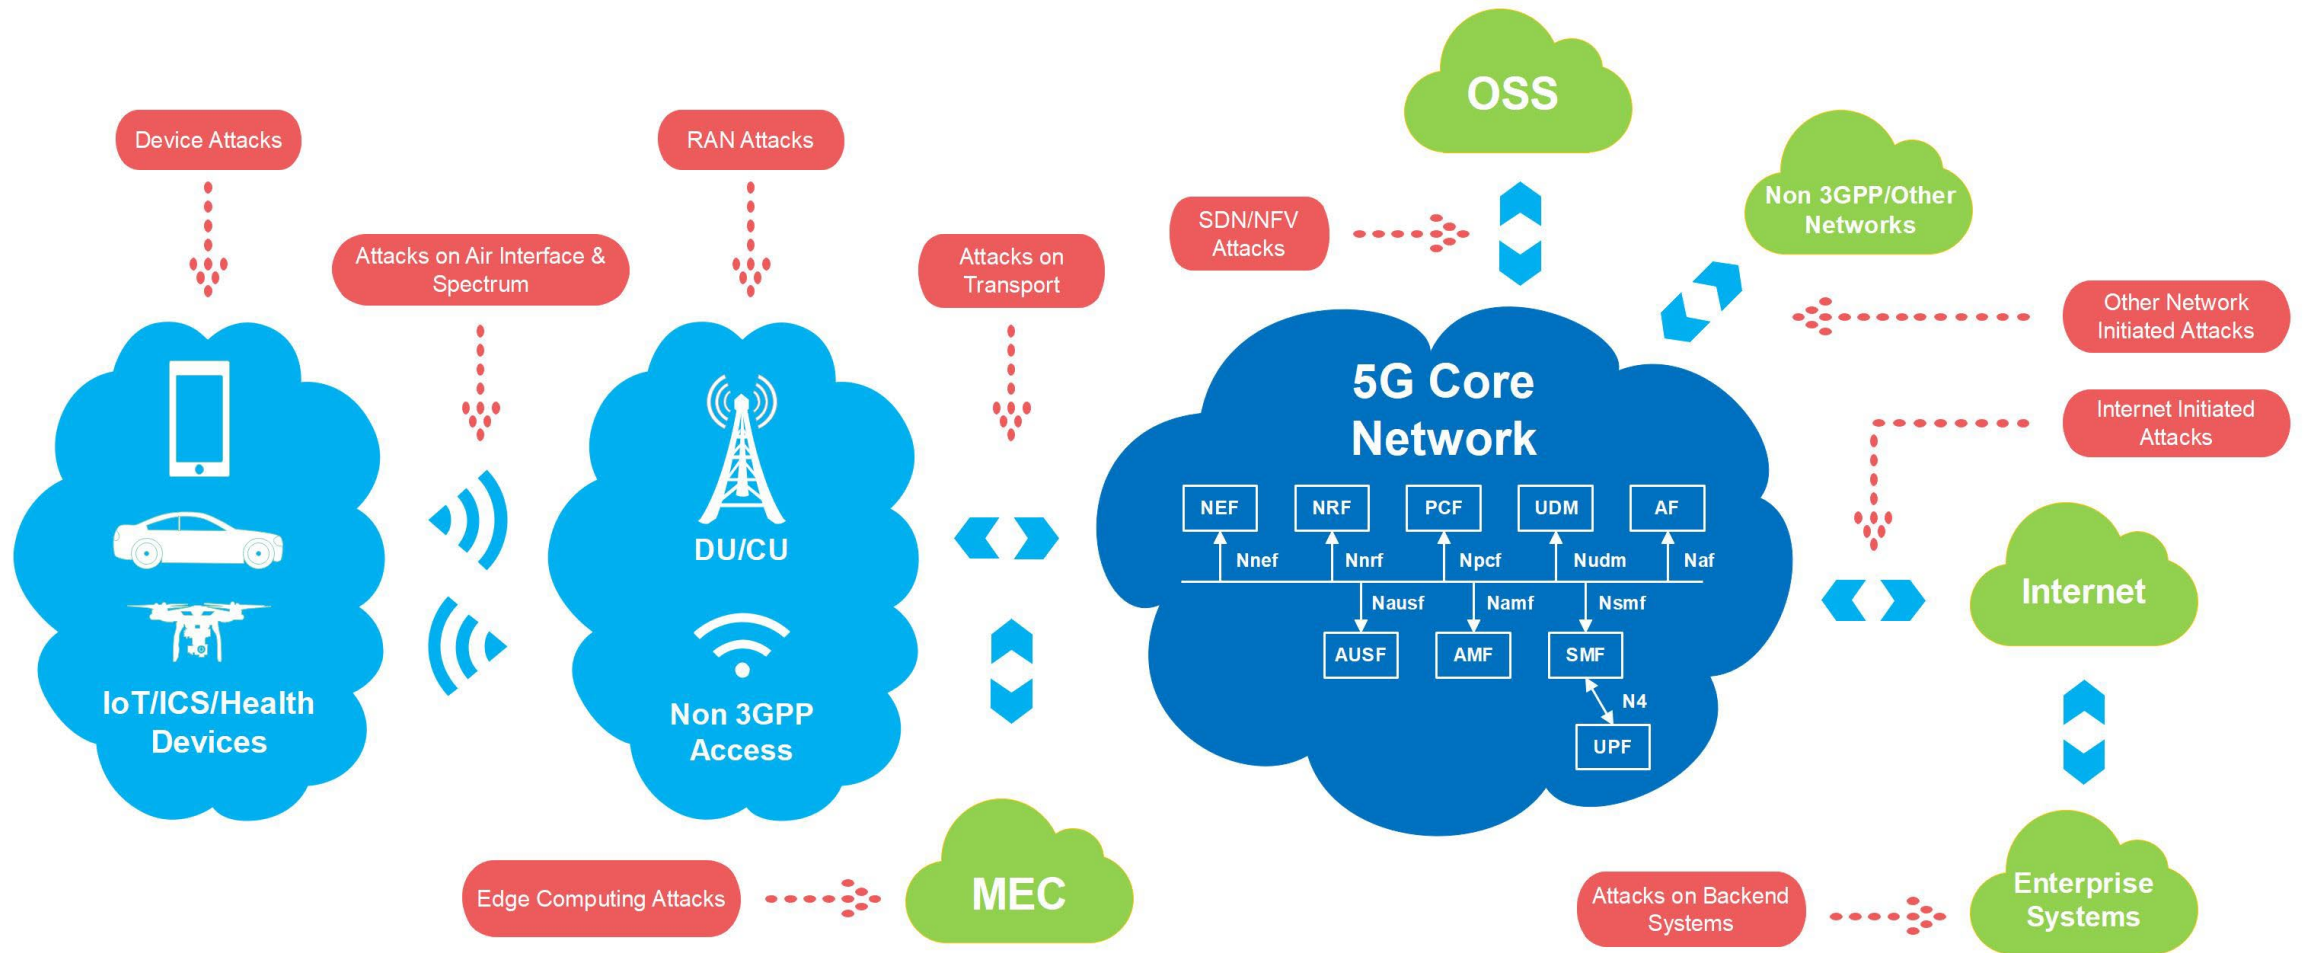 OSS
Device Attacks
RAN Attacks
Non 3GPP/Other
Networks
SDN/NFV
Attacks
Attacks on Air Interface &
Spectrum
Attacks on
Transport
Other Network
Initiated Attacks
5G Core
Network
Internet Initiated
Attacks
NEF
NRF
PCF
UDM
AF
DU/CU
Nnef
Nnrf
Npcf
Nudm
Naf
Nausf
Namf
Nsmf
Internet
AUSF
AMF
SMF
IoT/ICS/Health
Devices
N4
Non 3GPP
Access
UPF
Edge Computing Attacks
MEC
Attacks on Backend
Systems
Enterprise
Systems